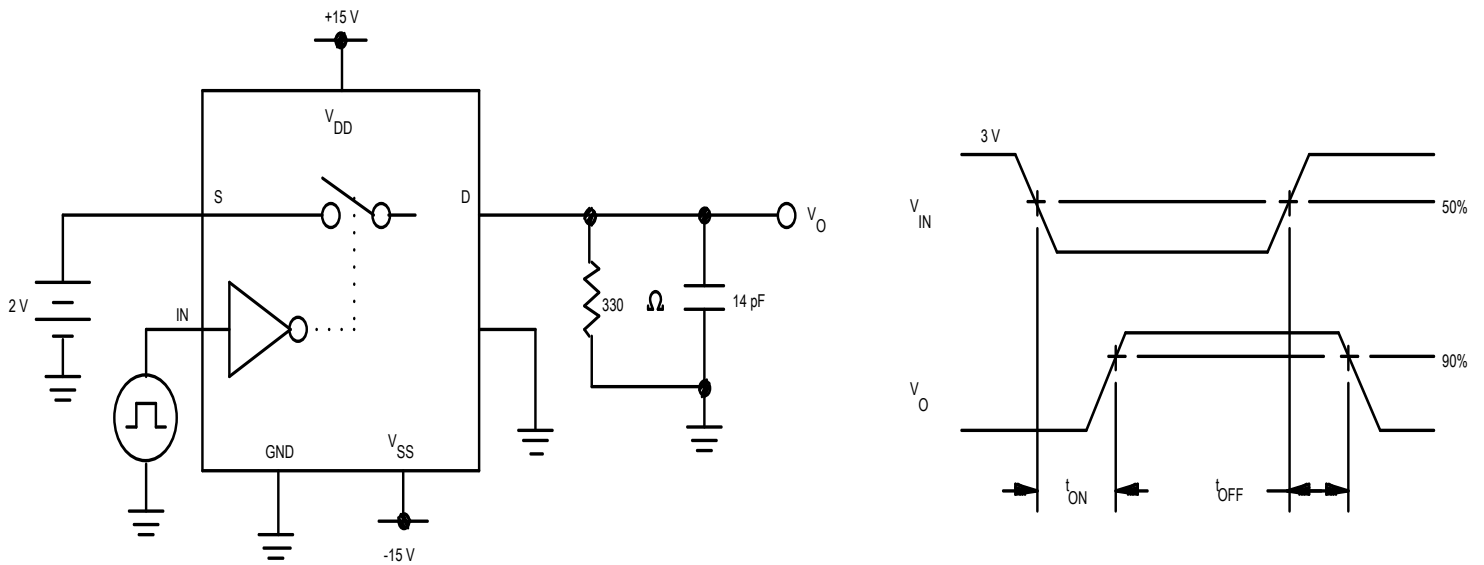 +15 V
V DD
S
D
V O
2 V
IN
330 Ω
14 pF
GND
V SS
-15 V
3 V
V IN
50%
V O
90%
t ON
t OFF